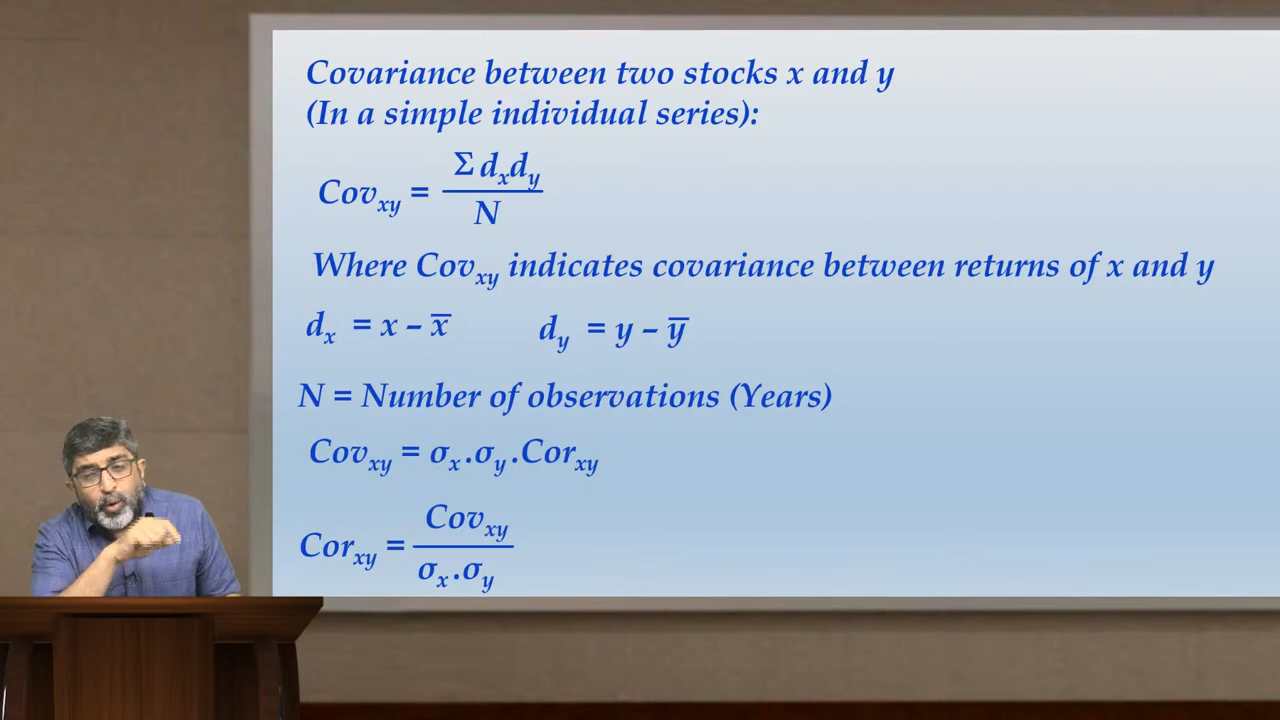 Covariance between two stocks x and y
(In a simple individual series):
Cov_xy = Σ d_x d_y / N
Where Cov_xy indicates covariance between returns of x and y
d_x = x – x̅   d_y = y – y̅
N = Number of observations (Years)
Cov_xy = σ_x . σ_y . Cor_xy
Cor_xy = Cov_xy / σ_x . σ_y